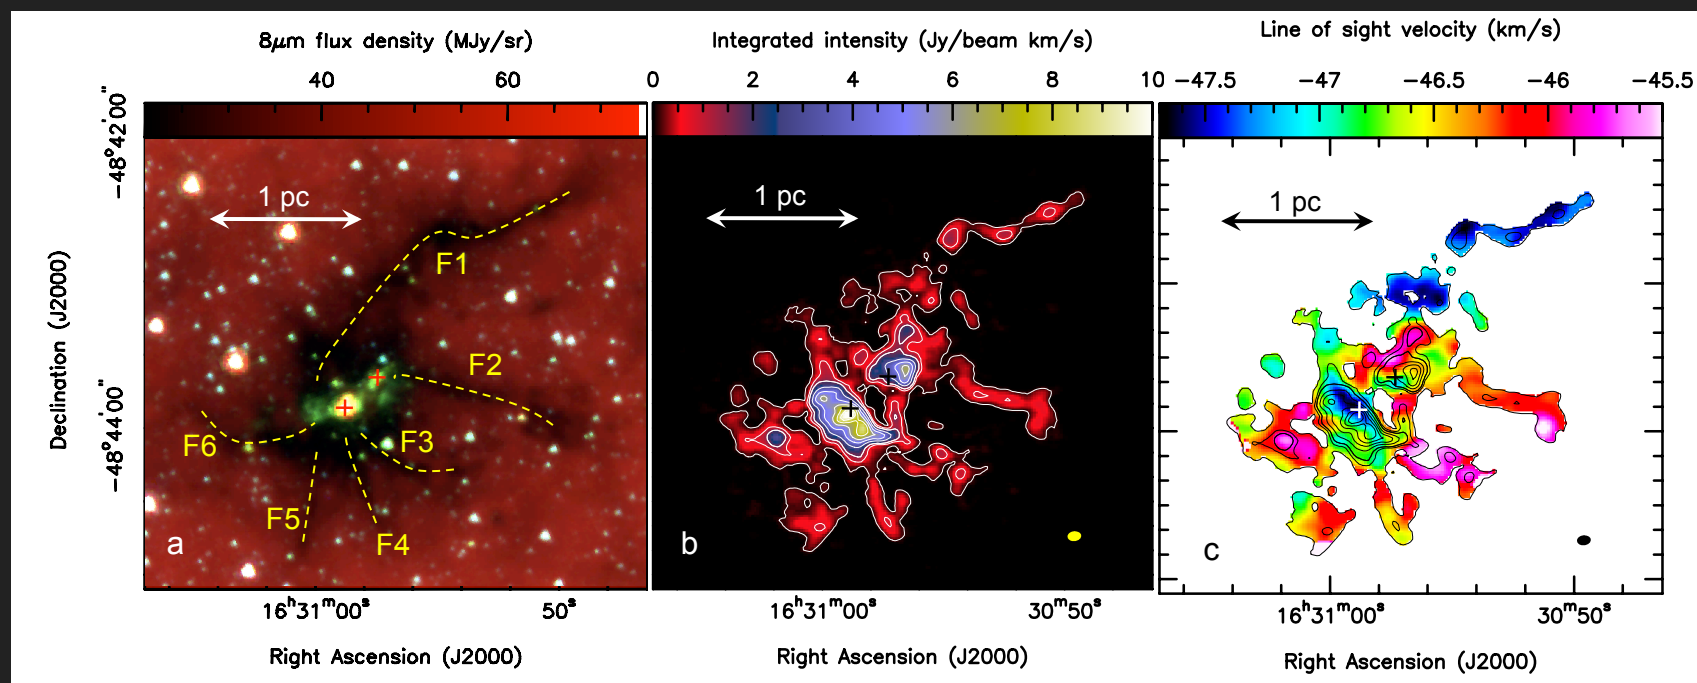 8μm flux density (MJy/sr)
40 60
Integrated intensity (Jy/beam km/s)
0 2 4 6 8 10
Line of sight velocity (km/s)
−47.5 −47 −46.5 −46 −45.5
Declination (J2000)
−48°42'00"
−48°44'00"
1 pc
F1
F2
F3
F4
F5
F6
a
16ʰ31ᵐ00ˢ 50ˢ
Right Ascension (J2000)
1 pc
b
16ʰ31ᵐ00ˢ 30ᵐ50ˢ
Right Ascension (J2000)
1 pc
c
16ʰ31ᵐ00ˢ 30ᵐ50ˢ
Right Ascension (J2000)